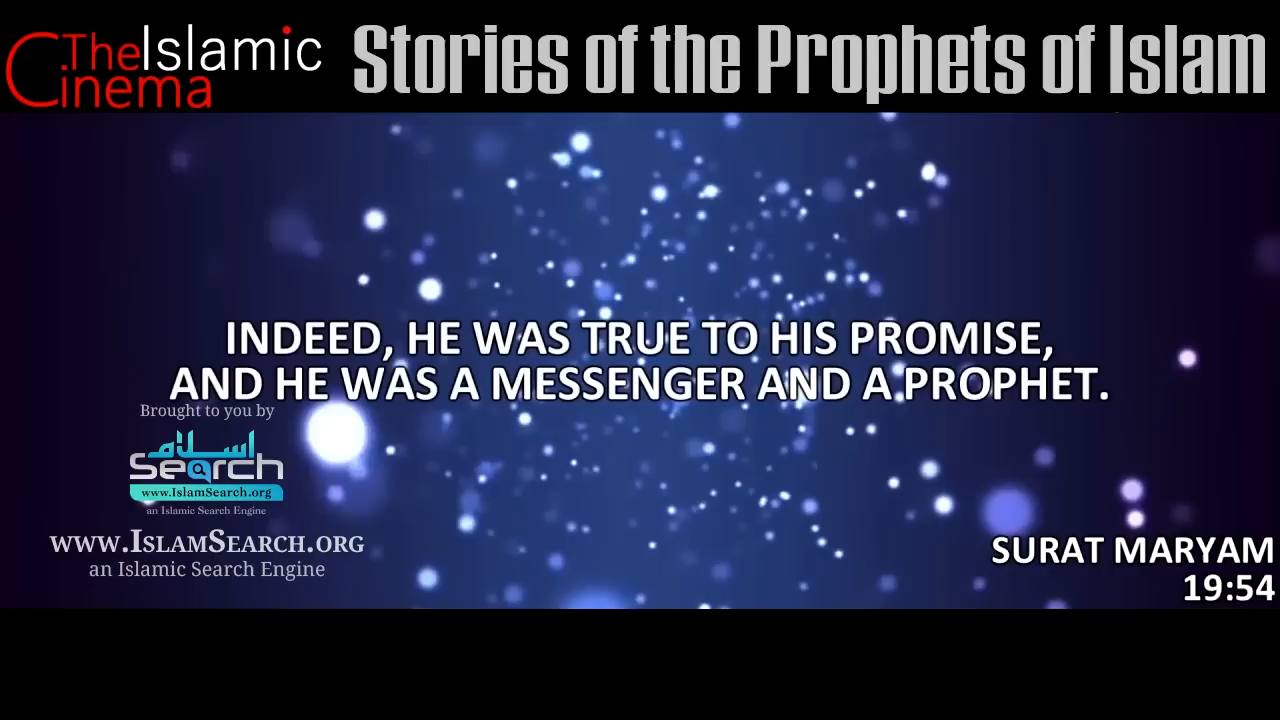 The Islamic
Cinema
Stories of the Prophets of Islam
INDEED, HE WAS TRUE TO HIS PROMISE,
AND HE WAS A MESSENGER AND A PROPHET.
Brought to you by
اسلام
Search
www.IslamSearch.org
an Islamic Search Engine
www.IslamSearch.org
an Islamic Search Engine
SURAT MARYAM
19:54